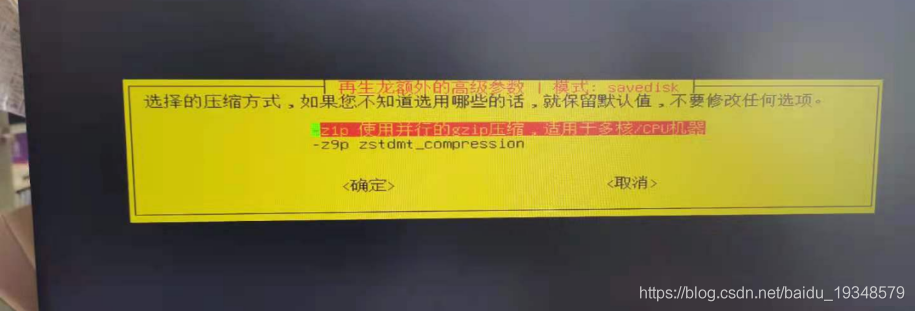 再生龙额外的高级参数 | 模式: savedisk
选择的压缩方式，如果您不知道选用哪些的话，就保留默认值，不要修改任何选项。
-z1p 使用并行的gzip压缩，适用于多核/CPU机器
-z9p zstdmt_compression
<确定> <取消>
https://blog.csdn.net/baidu_19348579